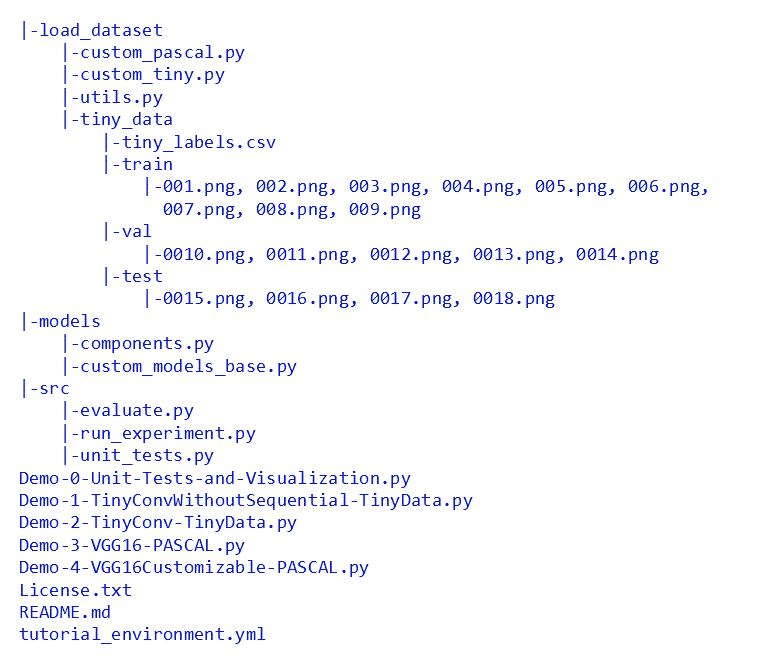 |-load_dataset
    |-custom_pascal.py
    |-custom_tiny.py
    |-utils.py
    |-tiny_data
        |-tiny_labels.csv
        |-train
            |-001.png, 002.png, 003.png, 004.png, 005.png, 006.png,
              007.png, 008.png, 009.png
        |-val
            |-0010.png, 0011.png, 0012.png, 0013.png, 0014.png
        |-test
            |-0015.png, 0016.png, 0017.png, 0018.png
|-models
    |-components.py
    |-custom_models_base.py
|-src
    |-evaluate.py
    |-run_experiment.py
    |-unit_tests.py
Demo-0-Unit-Tests-and-Visualization.py
Demo-1-TinyConvWithoutSequential-TinyData.py
Demo-2-TinyConv-TinyData.py
Demo-3-VGG16-PASCAL.py
Demo-4-VGG16Customizable-PASCAL.py
License.txt
README.md
tutorial_environment.yml